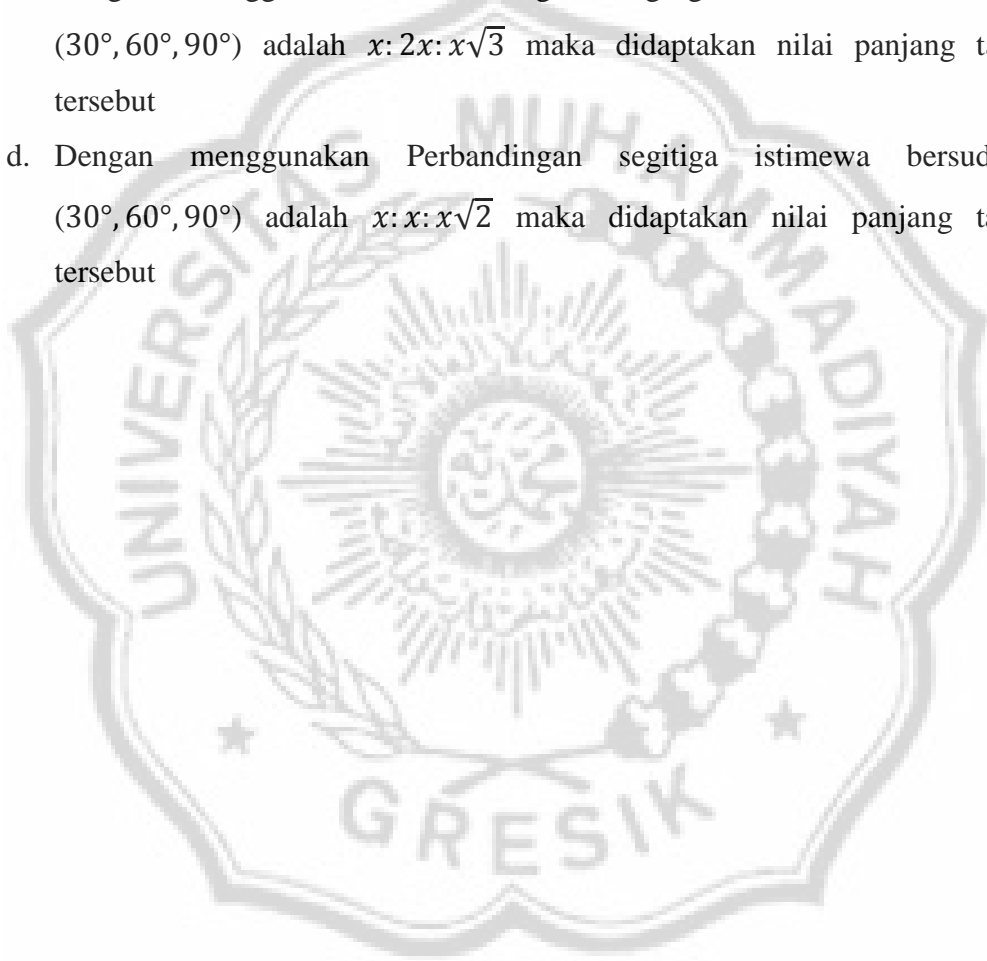 (30°, 60°, 90°) adalah x: 2x: x√3 maka didaptakan nilai panjang
tersebut
d. Dengan menggunakan Perbandingan segitiga istimewa
(30°, 60°, 90°) adalah x: x: x√2 maka didaptakan nilai panjang
tersebut
UNIVERSITAS MUHAMMADIYAH
GRESIK